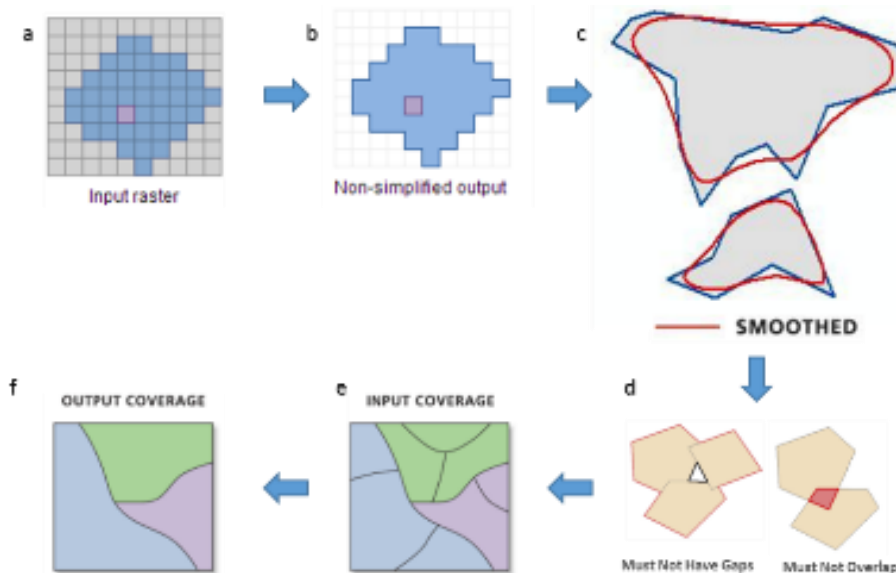 a
Input raster
b
Non-simplified output
c
SMOOTHED
d
Must Not Have Gaps
Must Not Overlap
e
INPUT COVERAGE
f
OUTPUT COVERAGE